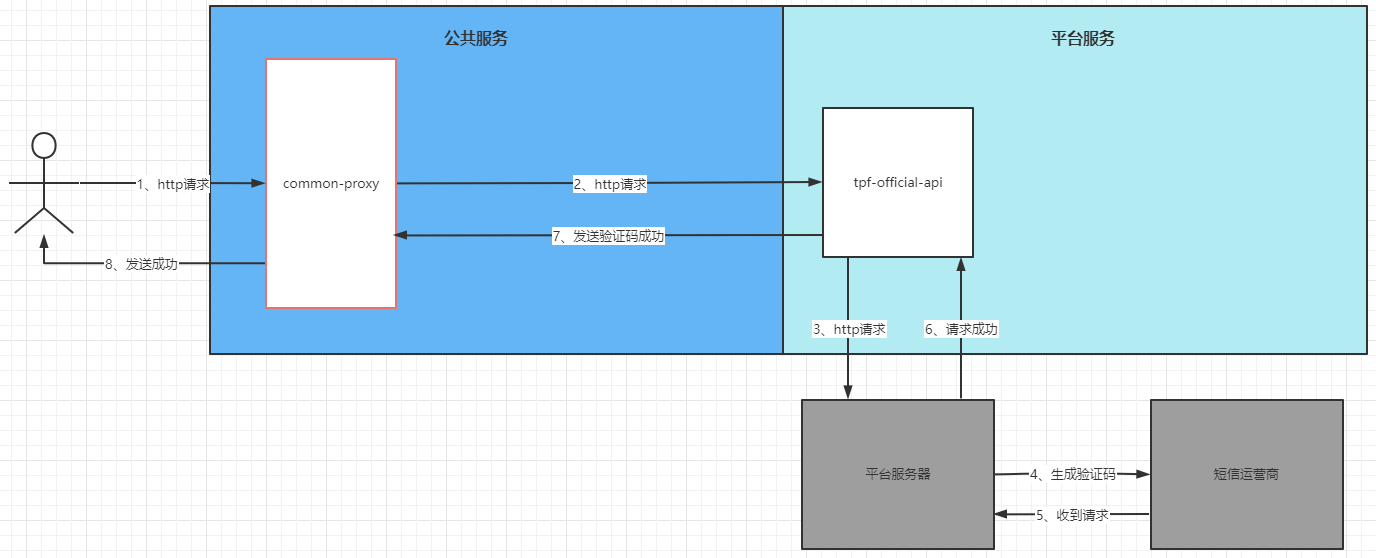 公共服务
平台服务
1、http请求
common-proxy
2、http请求
tpf-official-api
7、发送验证码成功
8、发送成功
3、http请求
6、请求成功
平台服务器
4、生成验证码
短信运营商
5、收到请求